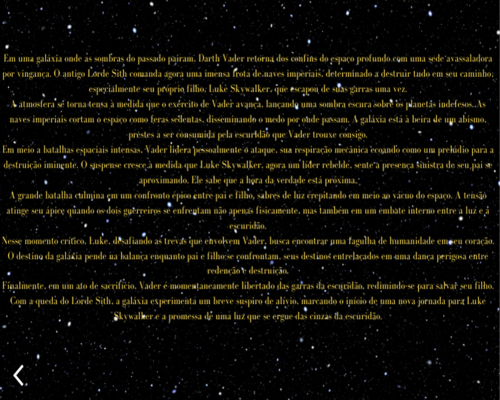 Em uma galáxia onde as sombras do passado pairam, Darth Vader retorna dos confins do espaço profundo com uma sede avassaladora
por vingança. O antigo Lorde Sith comanda agora uma imensa frota de naves imperiais, determinado a destruir tudo em seu caminho,
especialmente seu próprio filho, Luke Skywalker, que escapou de suas garras uma vez.
A atmosfera se torna tensa à medida que o exército de Vader avança, lançando uma sombra escura sobre os planetas indefesos. As
naves imperiais cortam o espaço como feras sedentas, disseminando o medo por onde passam. A galáxia está à beira de um abismo,
prestes a ser consumida pela escuridão que Vader trouxe consigo.
Em meio a batalhas espaciais intensas, Vader lidera pessoalmente o ataque, sua respiração mecânica ecoando como um prelúdio para a
destruição iminente. O suspense cresce à medida que Luke Skywalker, agora um líder rebelde, sente a presença sinistra de seu pai se
aproximando. Ele sabe que a hora da verdade está próxima.
A grande batalha culmina em um confronto épico entre pai e filho, sabres de luz crepitando em meio ao vácuo do espaço. A tensão
atinge seu ápice quando os dois guerreiros se enfrentam não apenas fisicamente, mas também em um embate interno entre a luz e a
escuridão.
Nesse momento crítico, Luke, desafiando as trevas que envolvem Vader, busca encontrar uma fagulha de humanidade em seu coração.
O destino da galáxia pende na balança enquanto pai e filho se confrontam, seus destinos entrelaçados em uma dança perigosa entre
redenção e destruição.
Finalmente, em um ato de sacrifício, Vader é momentaneamente libertado das garras da escuridão, redimindo-se para salvar seu filho.
Com a queda do Lorde Sith, a galáxia experimenta um breve suspiro de alívio, marcando o início de uma nova jornada para Luke
Skywalker e a promessa de uma luz que se ergue das cinzas da escuridão.